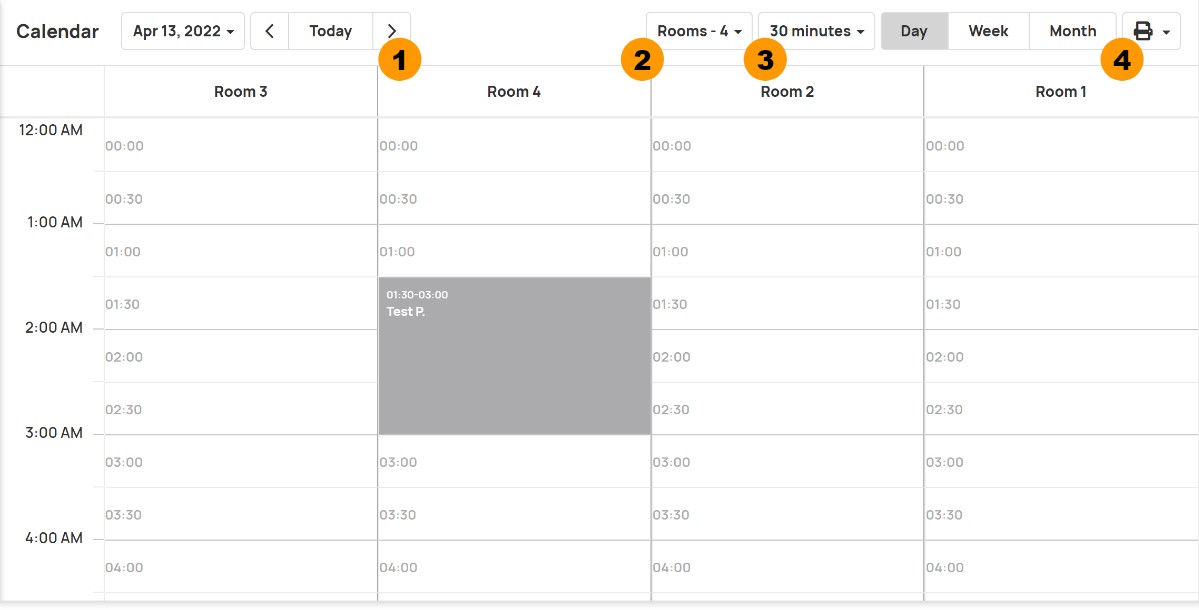 Calendar Apr 13, 2022 Today Rooms - 4 30 minutes Day Week Month
1 2 3 4
Room 3 Room 4 Room 2 Room 1
12:00 AM
00:00 00:00 00:00 00:00
00:30 00:30 00:30 00:30
1:00 AM
01:00 01:00 01:00 01:00
01:30-03:00
Test P.
01:30 01:30 01:30
2:00 AM
02:00 02:00 02:00
02:30 02:30 02:30
3:00 AM
03:00 03:00 03:00 03:00
03:30 03:30 03:30 03:30
4:00 AM
04:00 04:00 04:00 04:00